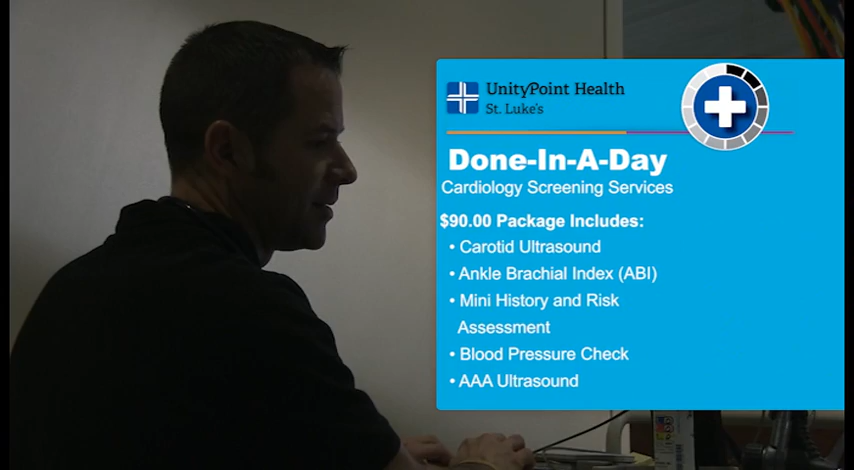 UnityPoint Health
St. Luke's
Done-In-A-Day
Cardiology Screening Services
$90.00 Package Includes:
• Carotid Ultrasound
• Ankle Brachial Index (ABI)
• Mini History and Risk
Assessment
• Blood Pressure Check
• AAA Ultrasound